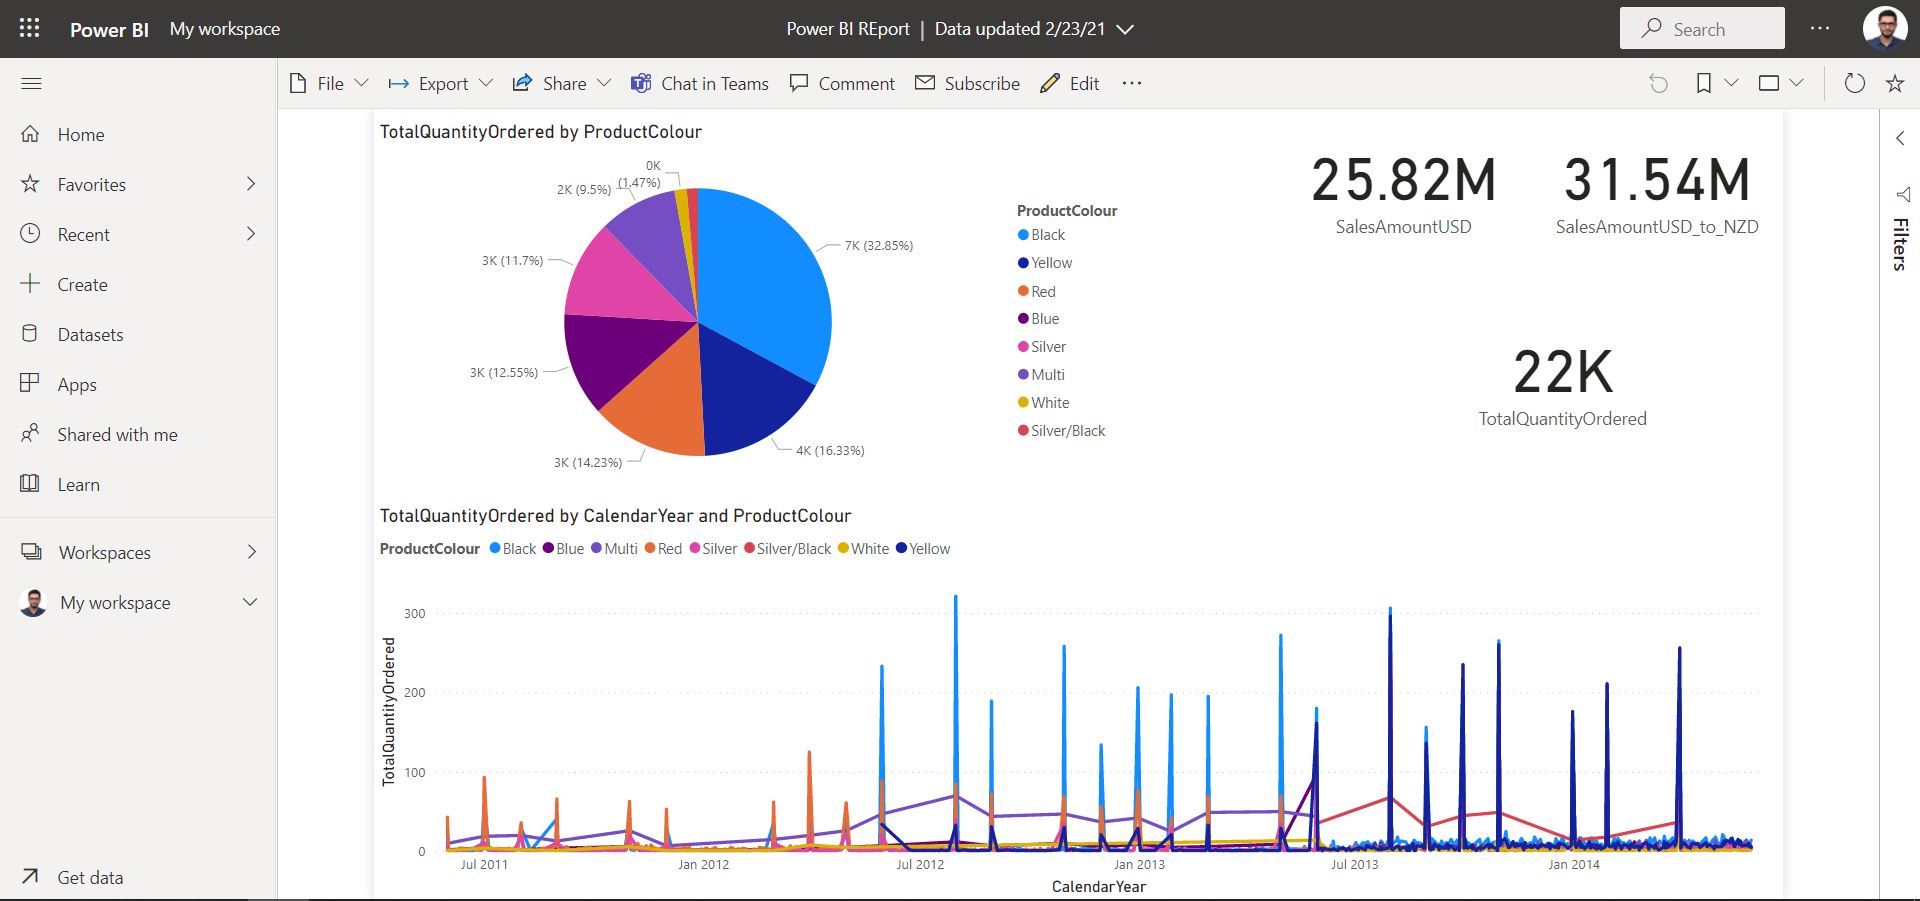 Power BI My workspace
Power BI REport | Data updated 2/23/21
Search
File Export Share Chat in Teams Comment Subscribe Edit
Home
Favorites
Recent
Create
Datasets
Apps
Shared with me
Learn
Workspaces
My workspace
Get data
TotalQuantityOrdered by ProductColour
0K
(1.47%)
2K (9.5%)
7K (32.85%)
3K (11.7%)
3K (12.55%)
4K (16.33%)
3K (14.23%)
ProductColour
Black
Yellow
Red
Blue
Silver
Multi
White
Silver/Black
25.82M
SalesAmountUSD
31.54M
SalesAmountUSD_to_NZD
22K
TotalQuantityOrdered
Filters
TotalQuantityOrdered by CalendarYear and ProductColour
ProductColour Black Blue Multi Red Silver Silver/Black White Yellow
TotalQuantityOrdered
300
200
100
0
Jul 2011 Jan 2012 Jul 2012 Jan 2013 Jul 2013 Jan 2014
CalendarYear